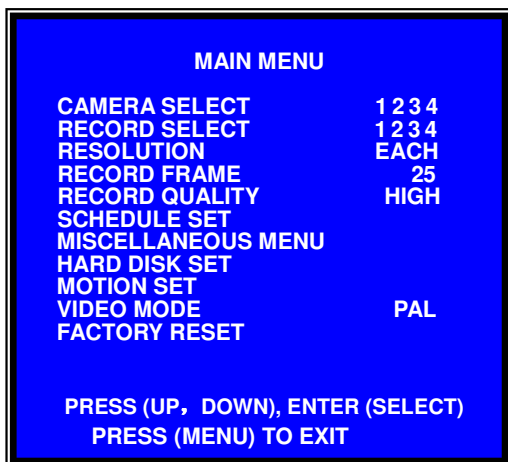 MAIN MENU
CAMERA SELECT 1 2 3 4
RECORD SELECT 1 2 3 4
RESOLUTION EACH
RECORD FRAME 25
RECORD QUALITY HIGH
SCHEDULE SET
MISCELLANEOUS MENU
HARD DISK SET
MOTION SET
VIDEO MODE PAL
FACTORY RESET
PRESS (UP，DOWN), ENTER (SELECT)
PRESS (MENU) TO EXIT